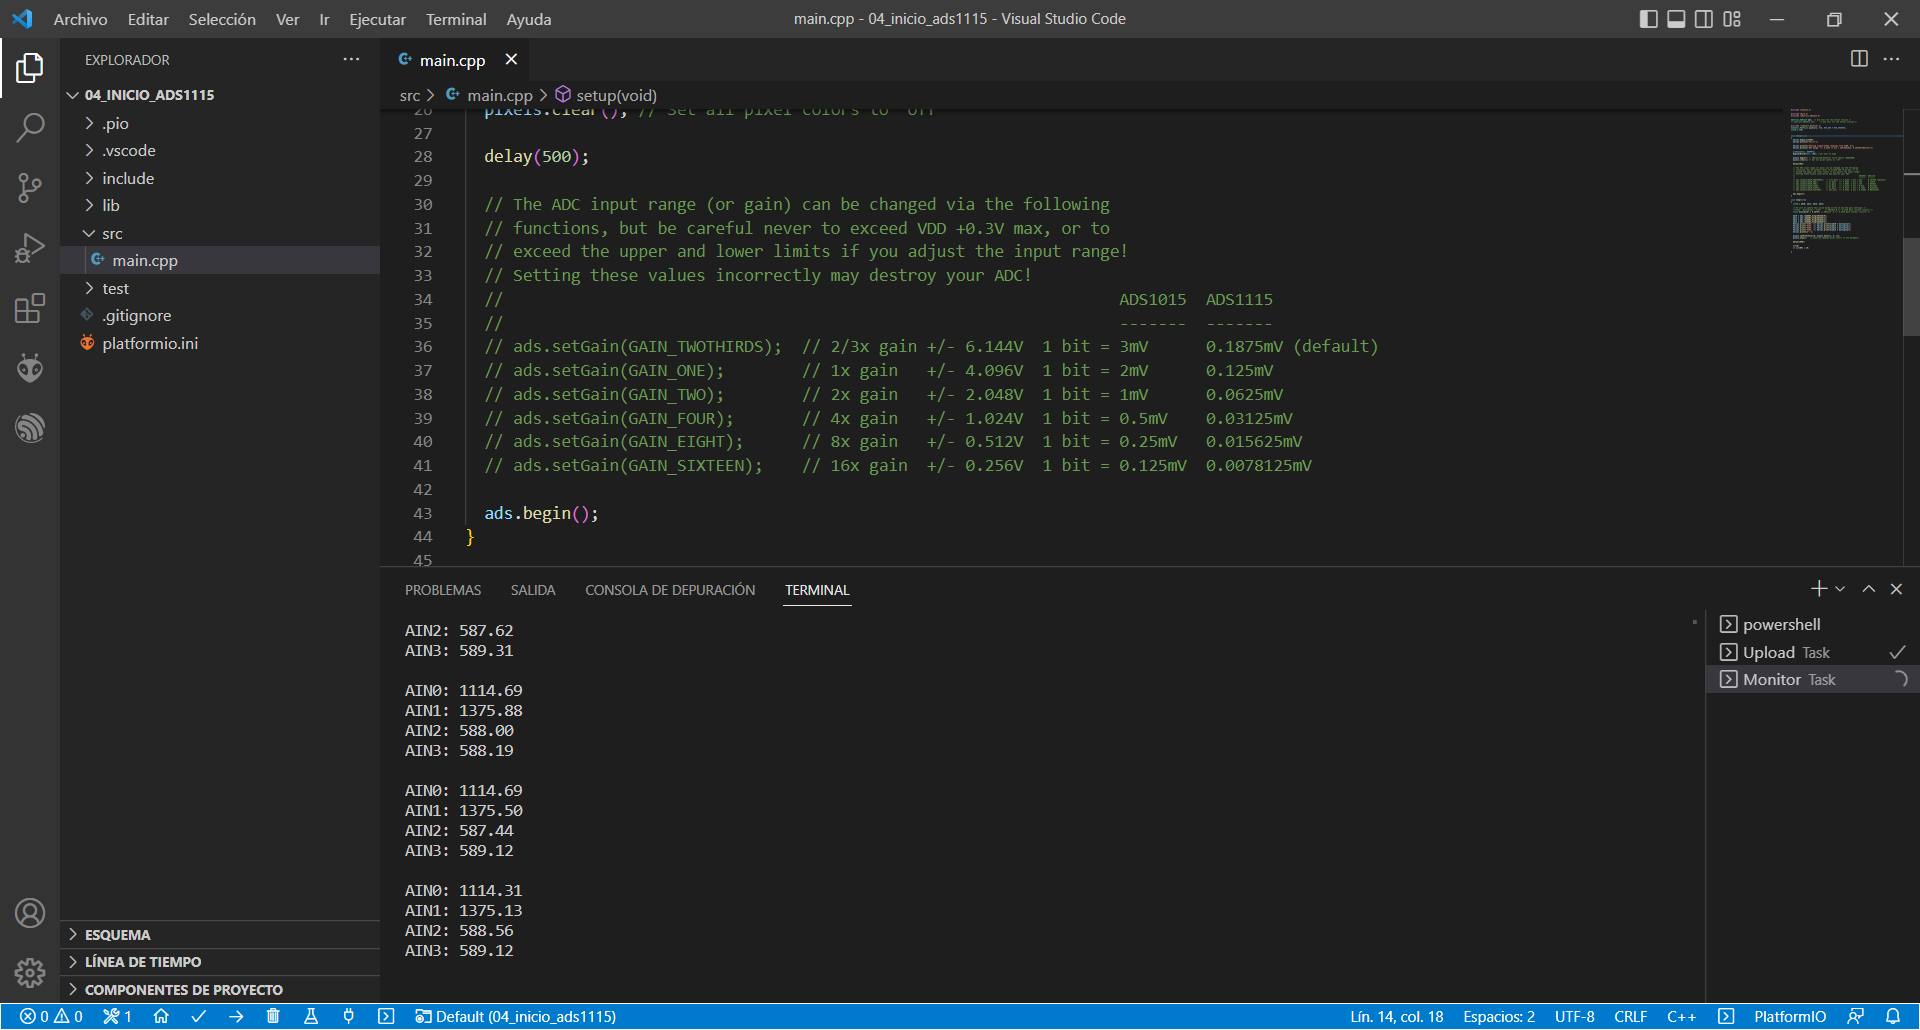 Archivo Editar Selección Ver Ir Ejecutar Terminal Ayuda
main.cpp - 04_inicio_ads1115 - Visual Studio Code
EXPLORADOR
04_INICIO_ADS1115
.pio
.vscode
include
lib
src
main.cpp
test
.gitignore
platformio.ini
ESQUEMA
LÍNEA DE TIEMPO
COMPONENTES DE PROYECTO
main.cpp
src > main.cpp > setup(void)
26 pixels.clear(); // Set all pixel colors to 'off'
27
28 delay(500);
29
30 // The ADC input range (or gain) can be changed via the following
31 // functions, but be careful never to exceed VDD +0.3V max, or to
32 // exceed the upper and lower limits if you adjust the input range!
33 // Setting these values incorrectly may destroy your ADC!
34 // ADS1015 ADS1115
35 // ------- -------
36 // ads.setGain(GAIN_TWOTHIRDS); // 2/3x gain +/- 6.144V 1 bit = 3mV 0.1875mV (default)
37 // ads.setGain(GAIN_ONE); // 1x gain +/- 4.096V 1 bit = 2mV 0.125mV
38 // ads.setGain(GAIN_TWO); // 2x gain +/- 2.048V 1 bit = 1mV 0.0625mV
39 // ads.setGain(GAIN_FOUR); // 4x gain +/- 1.024V 1 bit = 0.5mV 0.03125mV
40 // ads.setGain(GAIN_EIGHT); // 8x gain +/- 0.512V 1 bit = 0.25mV 0.015625mV
41 // ads.setGain(GAIN_SIXTEEN); // 16x gain +/- 0.256V 1 bit = 0.125mV 0.0078125mV
42
43 ads.begin();
44 }
45
PROBLEMAS SALIDA CONSOLA DE DEPURACIÓN TERMINAL
AIN2: 587.62
AIN3: 589.31
AIN0: 1114.69
AIN1: 1375.88
AIN2: 588.00
AIN3: 588.19
AIN0: 1114.69
AIN1: 1375.50
AIN2: 587.44
AIN3: 589.12
AIN0: 1114.31
AIN1: 1375.13
AIN2: 588.56
AIN3: 589.12
powershell
Upload Task
Monitor Task
0 0 1 Default (04_inicio_ads1115)
Lín. 14, col. 18 Espacios: 2 UTF-8 CRLF C++ PlatformIO